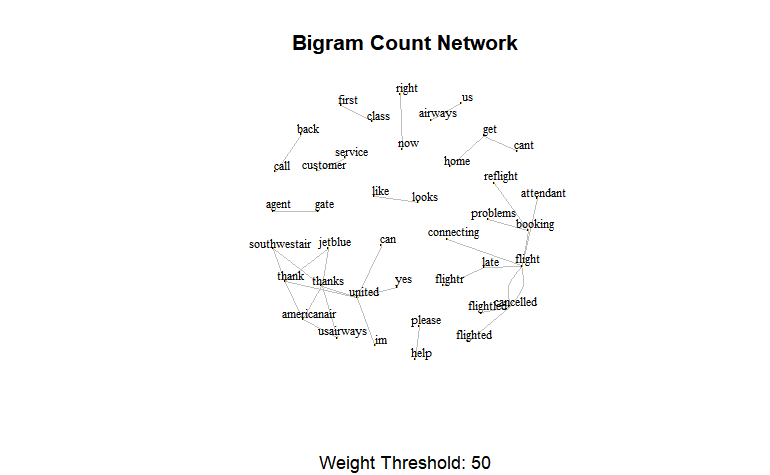 Bigram Count Network
right
us
first
class
airways
back
get
now
cant
service
call
customer
home
reflight
like
looks
attendant
agent
gate
problems
booking
connecting
southwestair
jetblue
can
flight
late
thank
thanks
yes
flightr
united
flightled
cancelled
americanair
please
usairways
flighted
im
help
Weight Threshold: 50